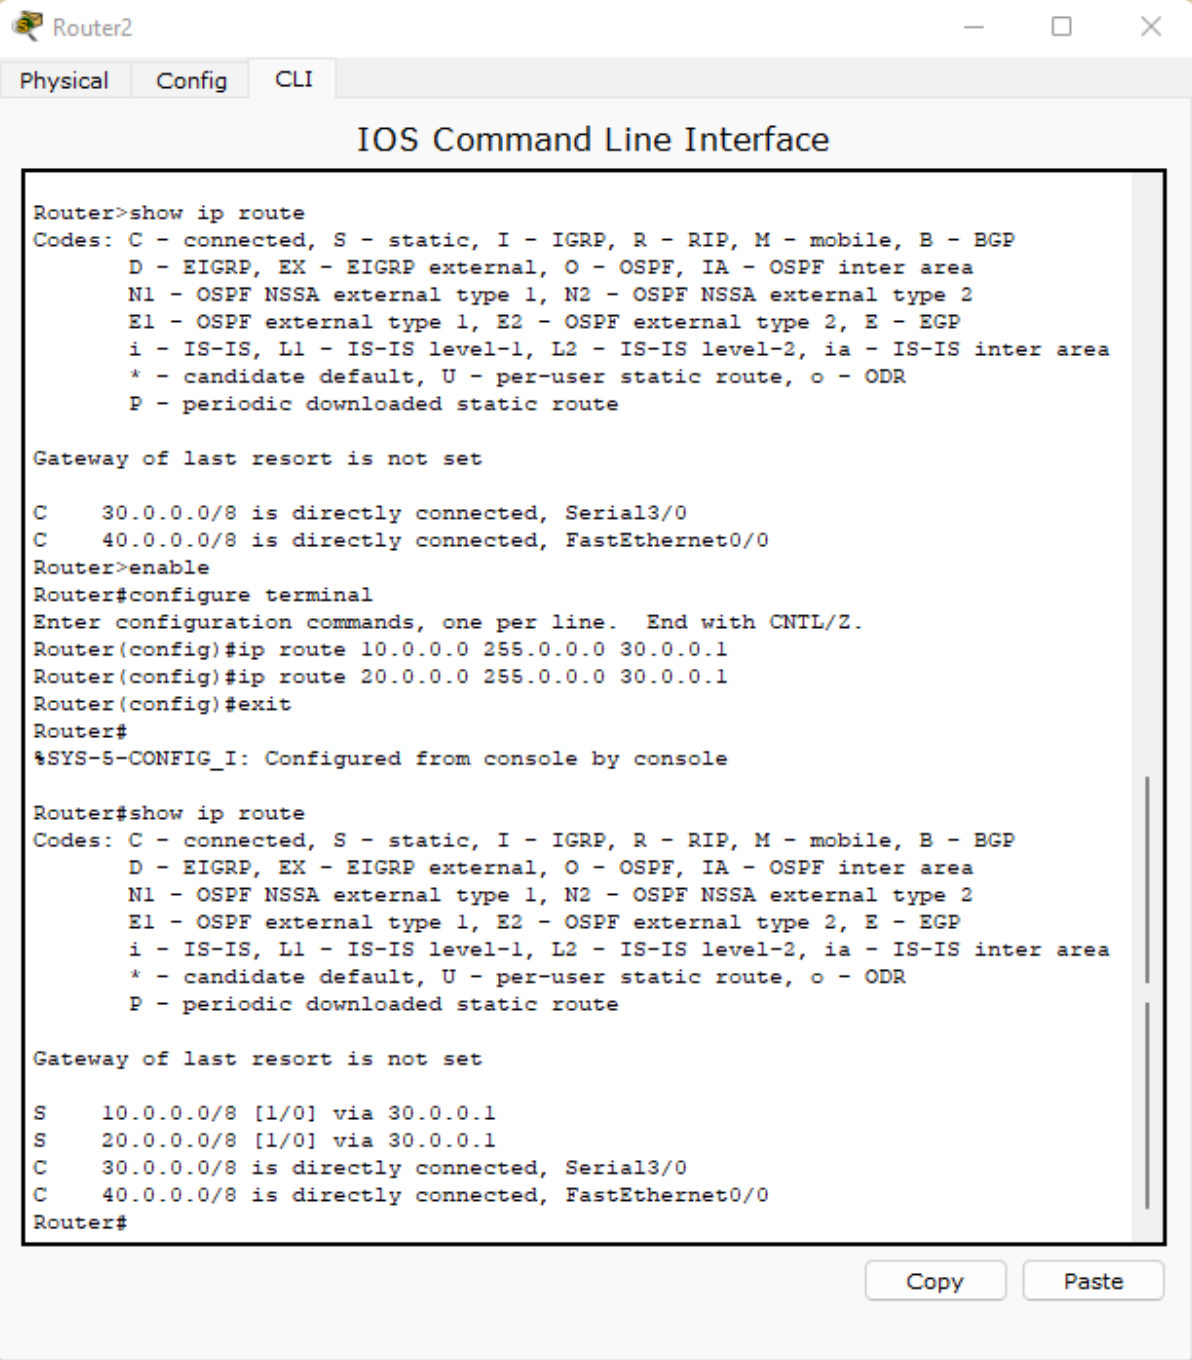 Router2
Physical Config CLI
IOS Command Line Interface
Router>show ip route
Codes: C - connected, S - static, I - IGRP, R - RIP, M - mobile, B - BGP
       D - EIGRP, EX - EIGRP external, O - OSPF, IA - OSPF inter area
       N1 - OSPF NSSA external type 1, N2 - OSPF NSSA external type 2
       E1 - OSPF external type 1, E2 - OSPF external type 2, E - EGP
       i - IS-IS, L1 - IS-IS level-1, L2 - IS-IS level-2, ia - IS-IS inter area
       * - candidate default, U - per-user static route, o - ODR
       P - periodic downloaded static route
Gateway of last resort is not set
C    30.0.0.0/8 is directly connected, Serial3/0
C    40.0.0.0/8 is directly connected, FastEthernet0/0
Router>enable
Router#configure terminal
Enter configuration commands, one per line.  End with CNTL/Z.
Router(config)#ip route 10.0.0.0 255.0.0.0 30.0.0.1
Router(config)#ip route 20.0.0.0 255.0.0.0 30.0.0.1
Router(config)#exit
Router#
%SYS-5-CONFIG_I: Configured from console by console
Router#show ip route
Codes: C - connected, S - static, I - IGRP, R - RIP, M - mobile, B - BGP
       D - EIGRP, EX - EIGRP external, O - OSPF, IA - OSPF inter area
       N1 - OSPF NSSA external type 1, N2 - OSPF NSSA external type 2
       E1 - OSPF external type 1, E2 - OSPF external type 2, E - EGP
       i - IS-IS, L1 - IS-IS level-1, L2 - IS-IS level-2, ia - IS-IS inter area
       * - candidate default, U - per-user static route, o - ODR
       P - periodic downloaded static route
Gateway of last resort is not set
S    10.0.0.0/8 [1/0] via 30.0.0.1
S    20.0.0.0/8 [1/0] via 30.0.0.1
C    30.0.0.0/8 is directly connected, Serial3/0
C    40.0.0.0/8 is directly connected, FastEthernet0/0
Router#
Copy Paste